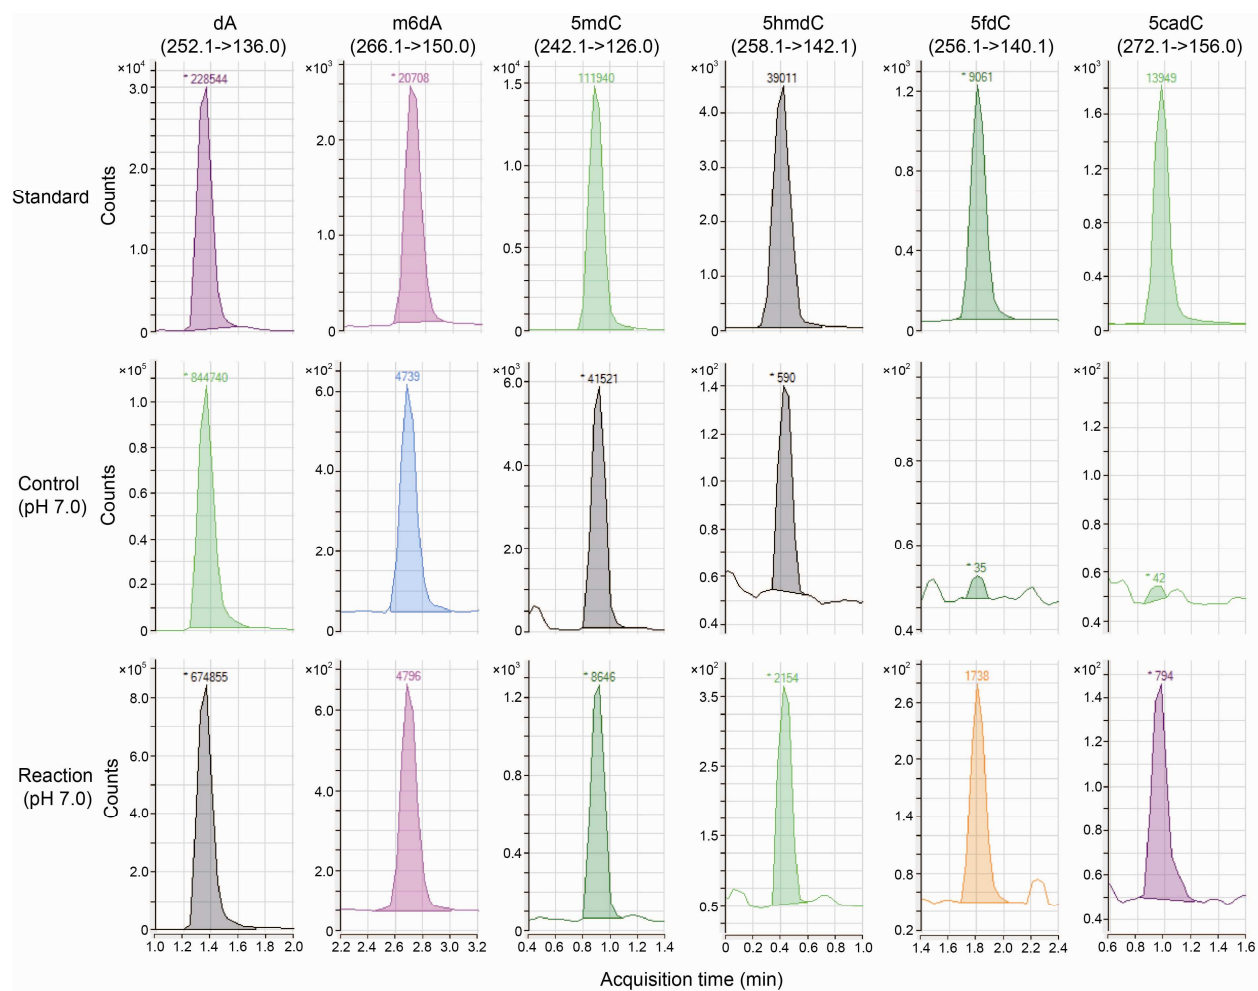 dA m6dA 5mdC 5hmdC 5fdC 5cadC
(252.1->136.0) (266.1->150.0) (242.1->126.0) (258.1->142.1) (256.1->140.1) (272.1->156.0)
×10⁴ ×10³ ×10⁴ ×10³ ×10³ ×10³
* 228544 * 20708 111940 39011 * 9061 13949
Standard
Counts
3.0 2.0 1.0 0
2.0 1.0 0
1.5 1.0 0.5 0
4.0 3.0 2.0 1.0 0
1.2 0.8 0.4 0
1.6 1.2 0.8 0.4 0
×10⁵ ×10² ×10³ ×10² ×10² ×10²
* 844740 4739 * 41521 * 590 * 35 * 42
Control
(pH 7.0)
Counts
1.0 0.8 0.6 0.4 0.2 0
6.0 4.0 2.0 0
6.0 4.0 2.0 0
1.4 1.2 1.0 0.8 0.6 0.4
0.8 0.6 0.4
1.2 1.0 0.8 0.6 0.4
×10⁵ ×10² ×10³ ×10² ×10² ×10²
* 674855 4796 * 8646 * 2154 1738 * 794
Reaction
(pH 7.0)
Counts
8.0 6.0 4.0 2.0 0
6.0 4.0 2.0 0
1.2 0.8 0.4 0
3.5 2.5 1.5 0.5
2.6 2.0 1.4 0.8 0.2
1.4 1.2 1.0 0.8 0.6 0.4
1.0 1.2 1.4 1.6 1.8 2.0 2.2 2.4 2.6 2.8 3.0 3.2 0.4 0.6 0.8 1.0 1.2 1.4 0 0.2 0.4 0.6 0.8 1.0 1.4 1.6 1.8 2.0 2.2 2.4 0.6 0.8 1.0 1.2 1.4 1.6
Acquisition time (min)